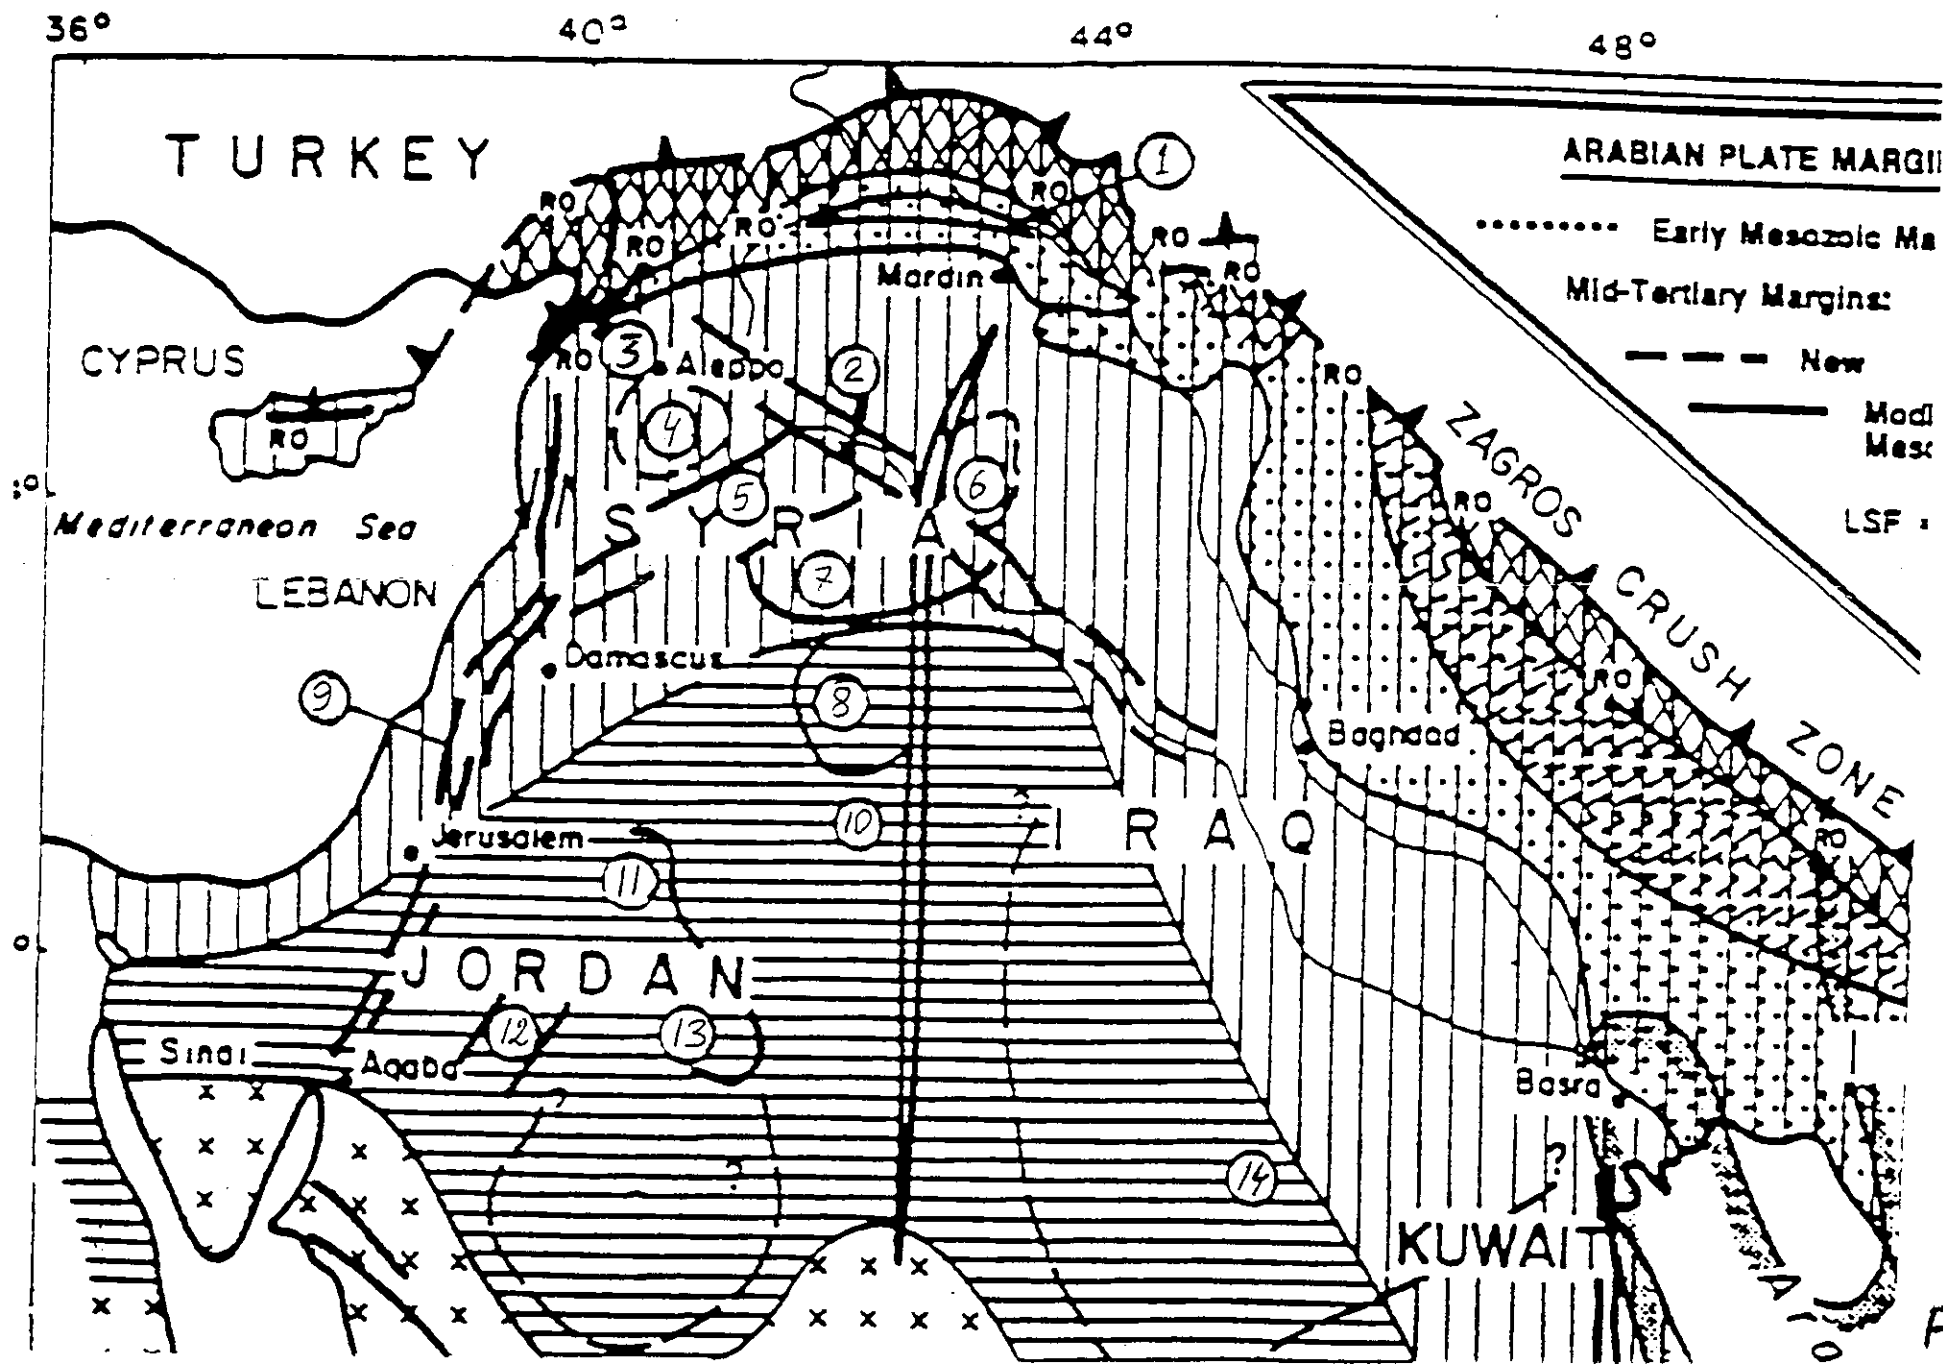 36° 40° 44° 48°
TURKEY
1
ARABIAN PLATE MARGI
RO
RO
RO
RO
RO
Early Mesozoic Ma
RO
Mardin
Mid-Tertiary Margins:
CYPRUS
RO
3
Aleppo
2
RO
New
RO
4
ZAGROS CRUSH ZONE
Mes
5
6
RO
Mediterranean Sea
SYRIA
LSF
LEBANON
7
Damascus
RO
9
8
Baghdad
Jerusalem
10
IRAQ
11
JORDAN
12
13
Sinai
Aqaba
Basra
?
?
?
14
KUWAIT